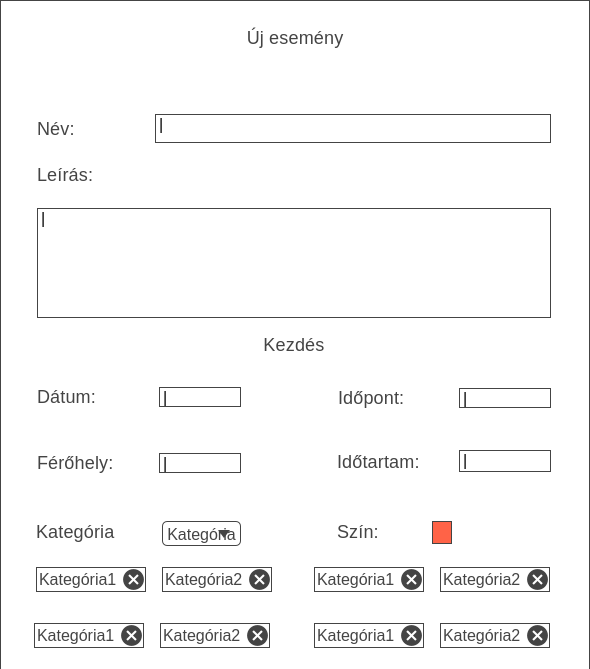 Új esemény
Név:
Leírás:
Kezdés
Dátum: Időpont:
Férőhely: Időtartam:
Kategória Kategória Szín:
Kategória1 Kategória2 Kategória1 Kategória2
Kategória1 Kategória2 Kategória1 Kategória2